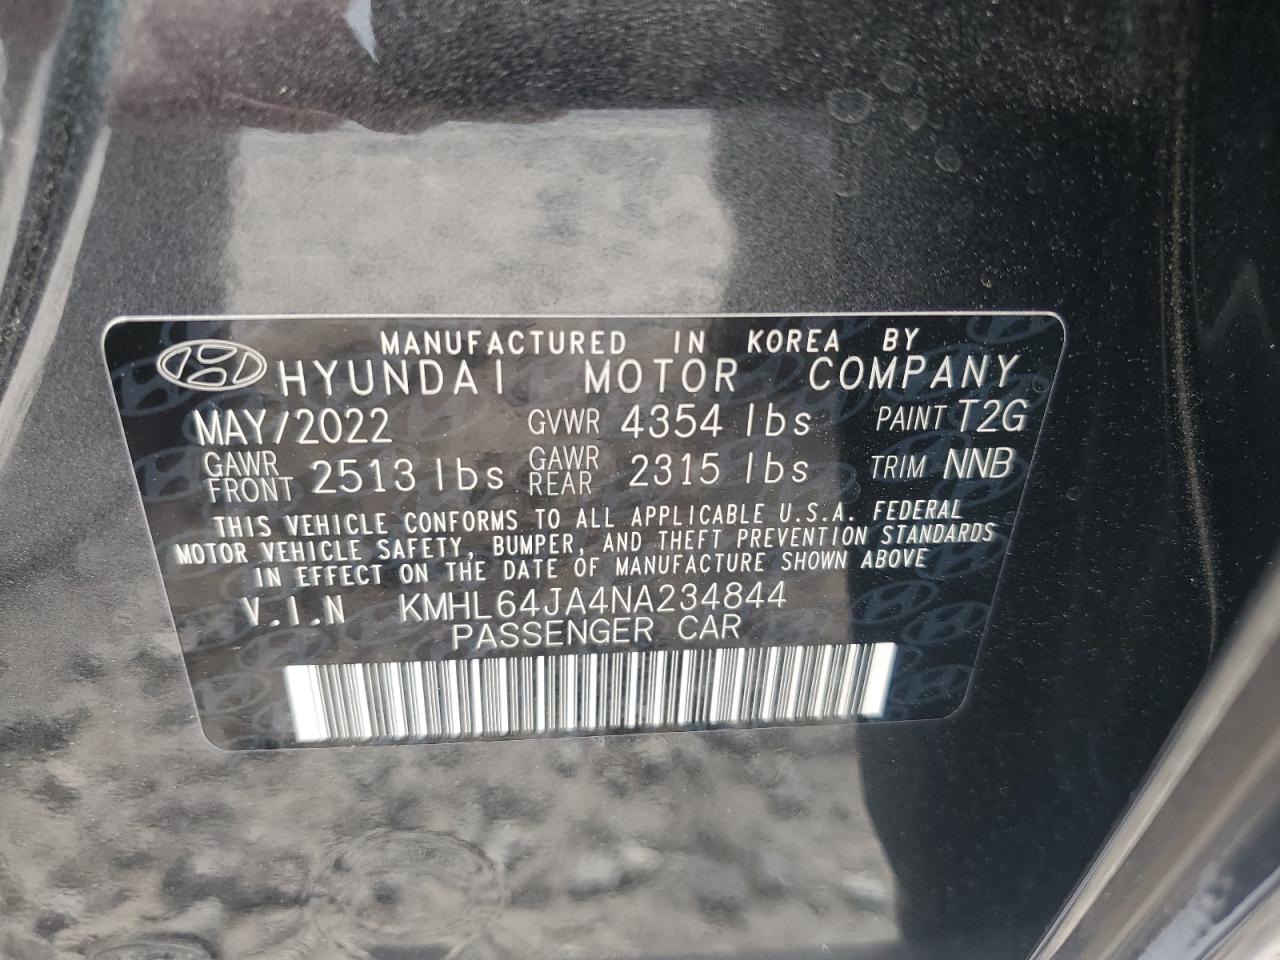 MANUFACTURED IN KOREA BY
HYUNDAI MOTOR COMPANY
MAY/2022 GVWR 4354 lbs PAINT T2G
GAWR FRONT 2513 lbs GAWR REAR 2315 lbs TRIM NNB
THIS VEHICLE CONFORMS TO ALL APPLICABLE U.S.A. FEDERAL
MOTOR VEHICLE SAFETY, BUMPER, AND THEFT PREVENTION STANDARDS
IN EFFECT ON THE DATE OF MANUFACTURE SHOWN ABOVE
V.I.N KMHL64JA4NA234844
PASSENGER CAR